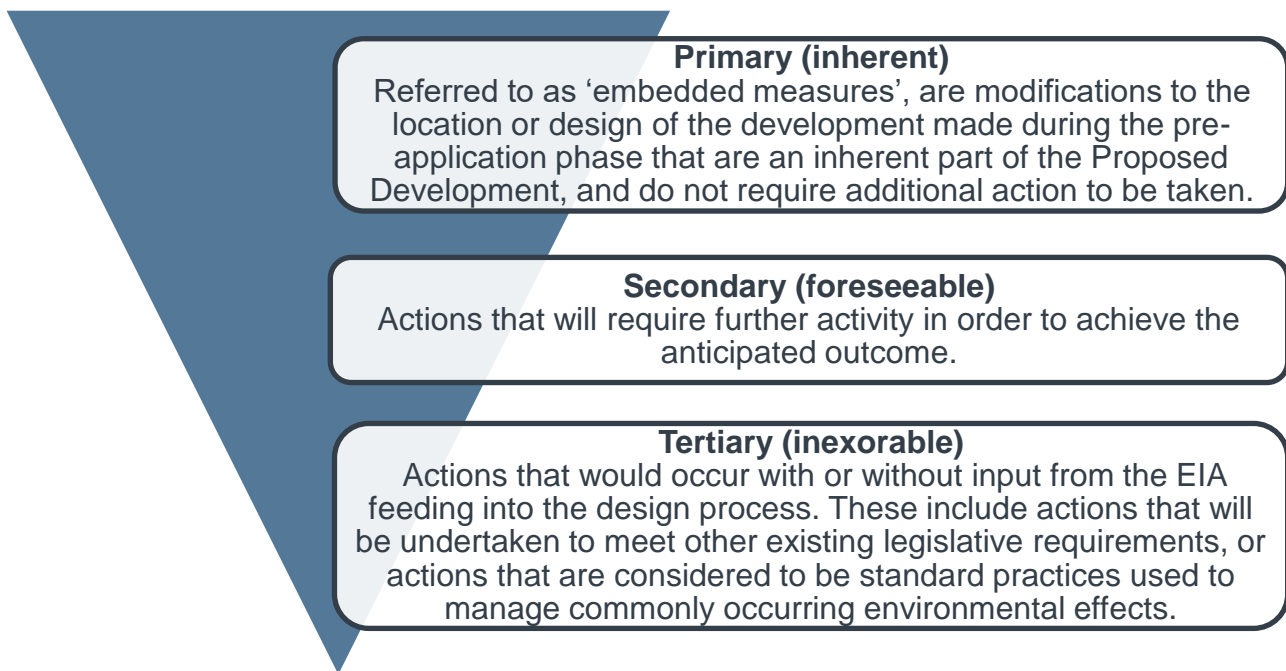 Primary (inherent)
Referred to as ‘embedded measures’, are modifications to the
location or design of the development made during the pre-
application phase that are an inherent part of the Proposed
Development, and do not require additional action to be taken.
Secondary (foreseeable)
Actions that will require further activity in order to achieve the
anticipated outcome.
Tertiary (inexorable)
Actions that would occur with or without input from the EIA
feeding into the design process. These include actions that will
be undertaken to meet other existing legislative requirements, or
actions that are considered to be standard practices used to
manage commonly occurring environmental effects.